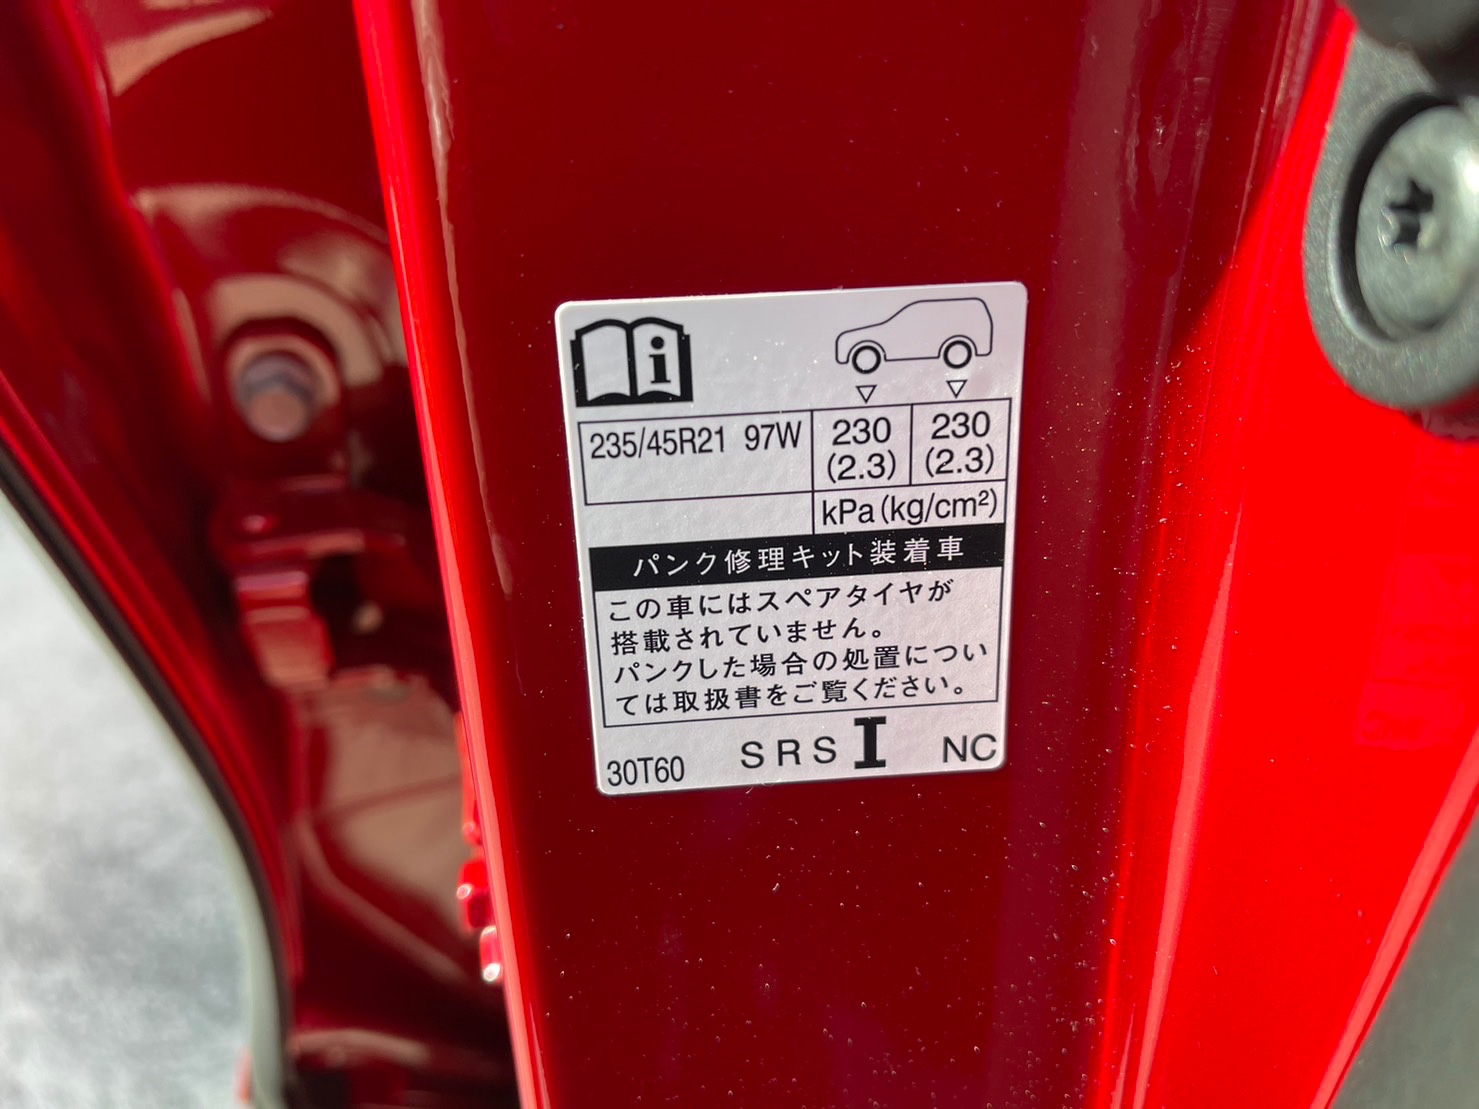 235/45R21 97W 230 230
(2.3) (2.3)
kPa(kg/cm²)
パンク修理キット装着車
この車にはスペアタイヤが
搭載されていません。
パンクした場合の処置につい
ては取扱書をご覧ください。
30T60 SRS I NC